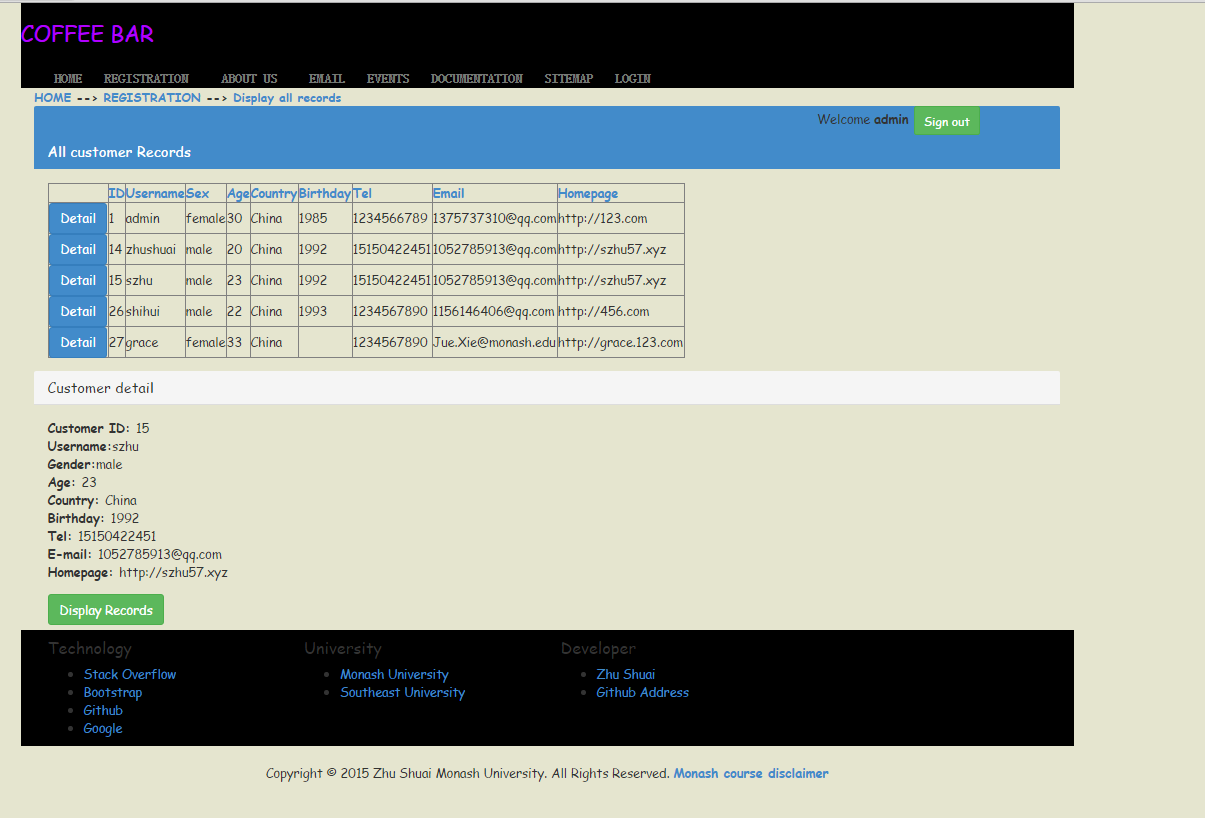 COFFEE BAR
HOME REGISTRATION ABOUT US EMAIL EVENTS DOCUMENTATION SITEMAP LOGIN
HOME --> REGISTRATION --> Display all records
Welcome admin Sign out
All customer Records
ID Username Sex Age Country Birthday Tel Email Homepage
Detail 1 admin female 30 China 1985 1234566789 1375737310@qq.com http://123.com
Detail 14 zhushuai male 20 China 1992 15150422451 1052785913@qq.com http://szhu57.xyz
Detail 15 szhu male 23 China 1992 15150422451 1052785913@qq.com http://szhu57.xyz
Detail 26 shihui male 22 China 1993 1234567890 1156146406@qq.com http://456.com
Detail 27 grace female 33 China 1234567890 Jue.Xie@monash.edu http://grace.123.com
Customer detail
Customer ID: 15
Username:szhu
Gender:male
Age: 23
Country: China
Birthday: 1992
Tel: 15150422451
E-mail: 1052785913@qq.com
Homepage: http://szhu57.xyz
Display Records
Technology University Developer
Stack Overflow Monash University Zhu Shuai
Bootstrap Southeast University Github Address
Github
Google
Copyright © 2015 Zhu Shuai Monash University. All Rights Reserved. Monash course disclaimer